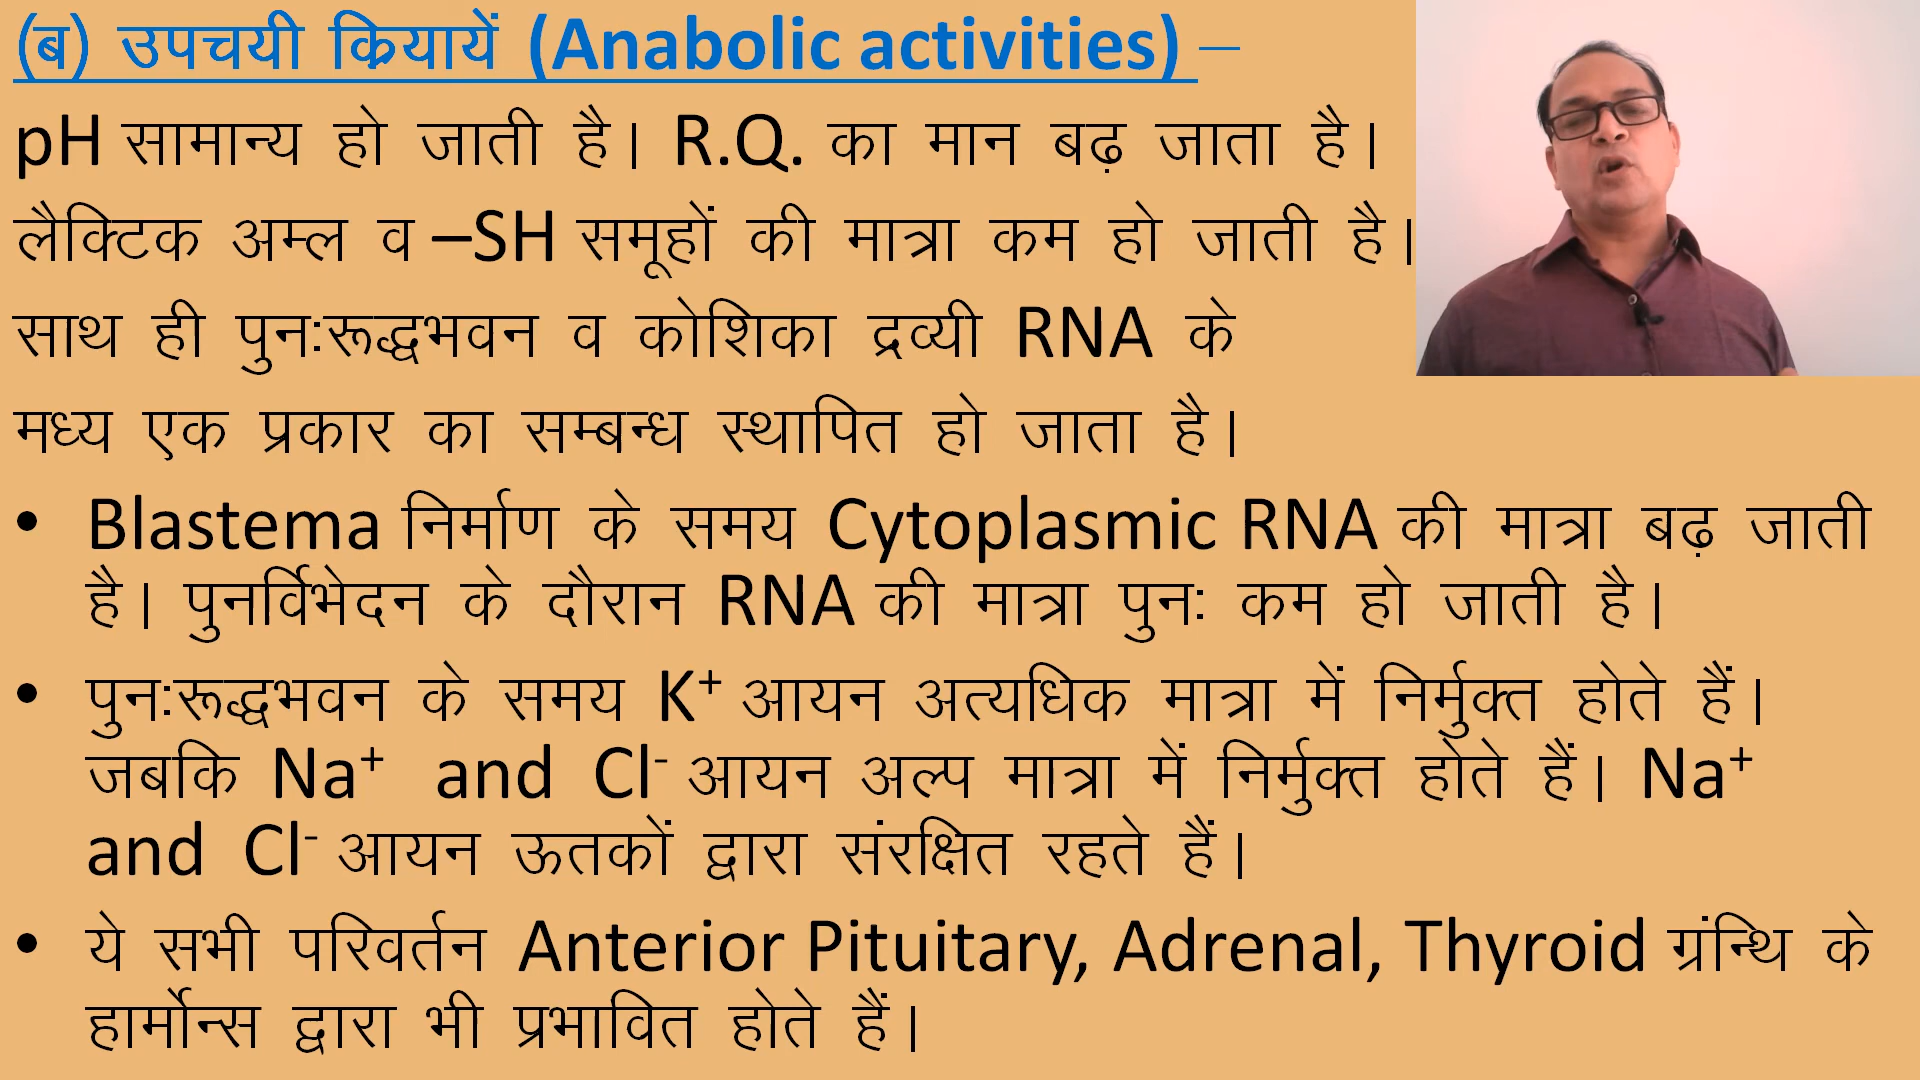 (ब) उपचयी क्रियायें (Anabolic activities) –
pH सामान्य हो जाती है। R.Q. का मान बढ़ जाता है।
लैक्टिक अम्ल व –SH समूहों की मात्रा कम हो जाती है।
साथ ही पुनःरूद्धभवन व कोशिका द्रव्यी RNA के
मध्य एक प्रकार का सम्बन्ध स्थापित हो जाता है।
• Blastema निर्माण के समय Cytoplasmic RNA की मात्रा बढ़ जाती
है। पुनर्विभेदन के दौरान RNA की मात्रा पुनः कम हो जाती है।
• पुनःरूद्धभवन के समय K⁺ आयन अत्यधिक मात्रा में निर्मुक्त होते हैं।
जबकि Na⁺ and Cl⁻ आयन अल्प मात्रा में निर्मुक्त होते हैं। Na⁺
and Cl⁻ आयन ऊतकों द्वारा संरक्षित रहते हैं।
• ये सभी परिवर्तन Anterior Pituitary, Adrenal, Thyroid ग्रंन्थि के
हार्मोन्स द्वारा भी प्रभावित होते हैं।